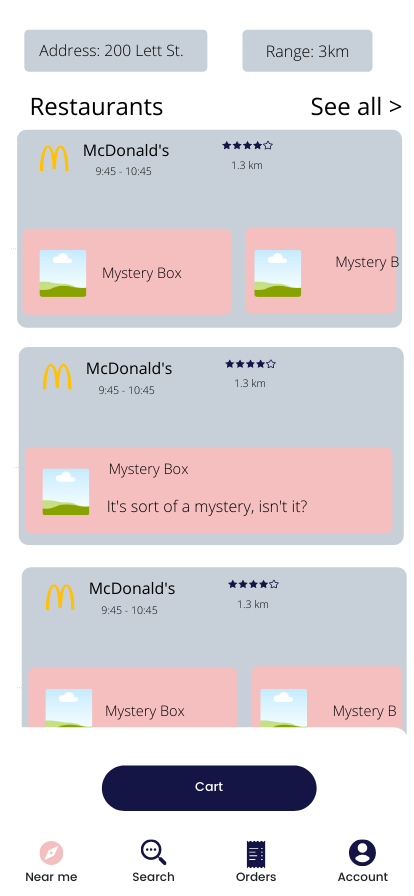 Address: 200 Lett St.
Range: 3km
Restaurants
See all >
McDonald's
9:45 - 10:45
1.3 km
Mystery Box
Mystery B
McDonald's
9:45 - 10:45
1.3 km
Mystery Box
It's sort of a mystery, isn't it?
McDonald's
9:45 - 10:45
1.3 km
Mystery Box
Mystery B
Cart
Near me
Search
Orders
Account